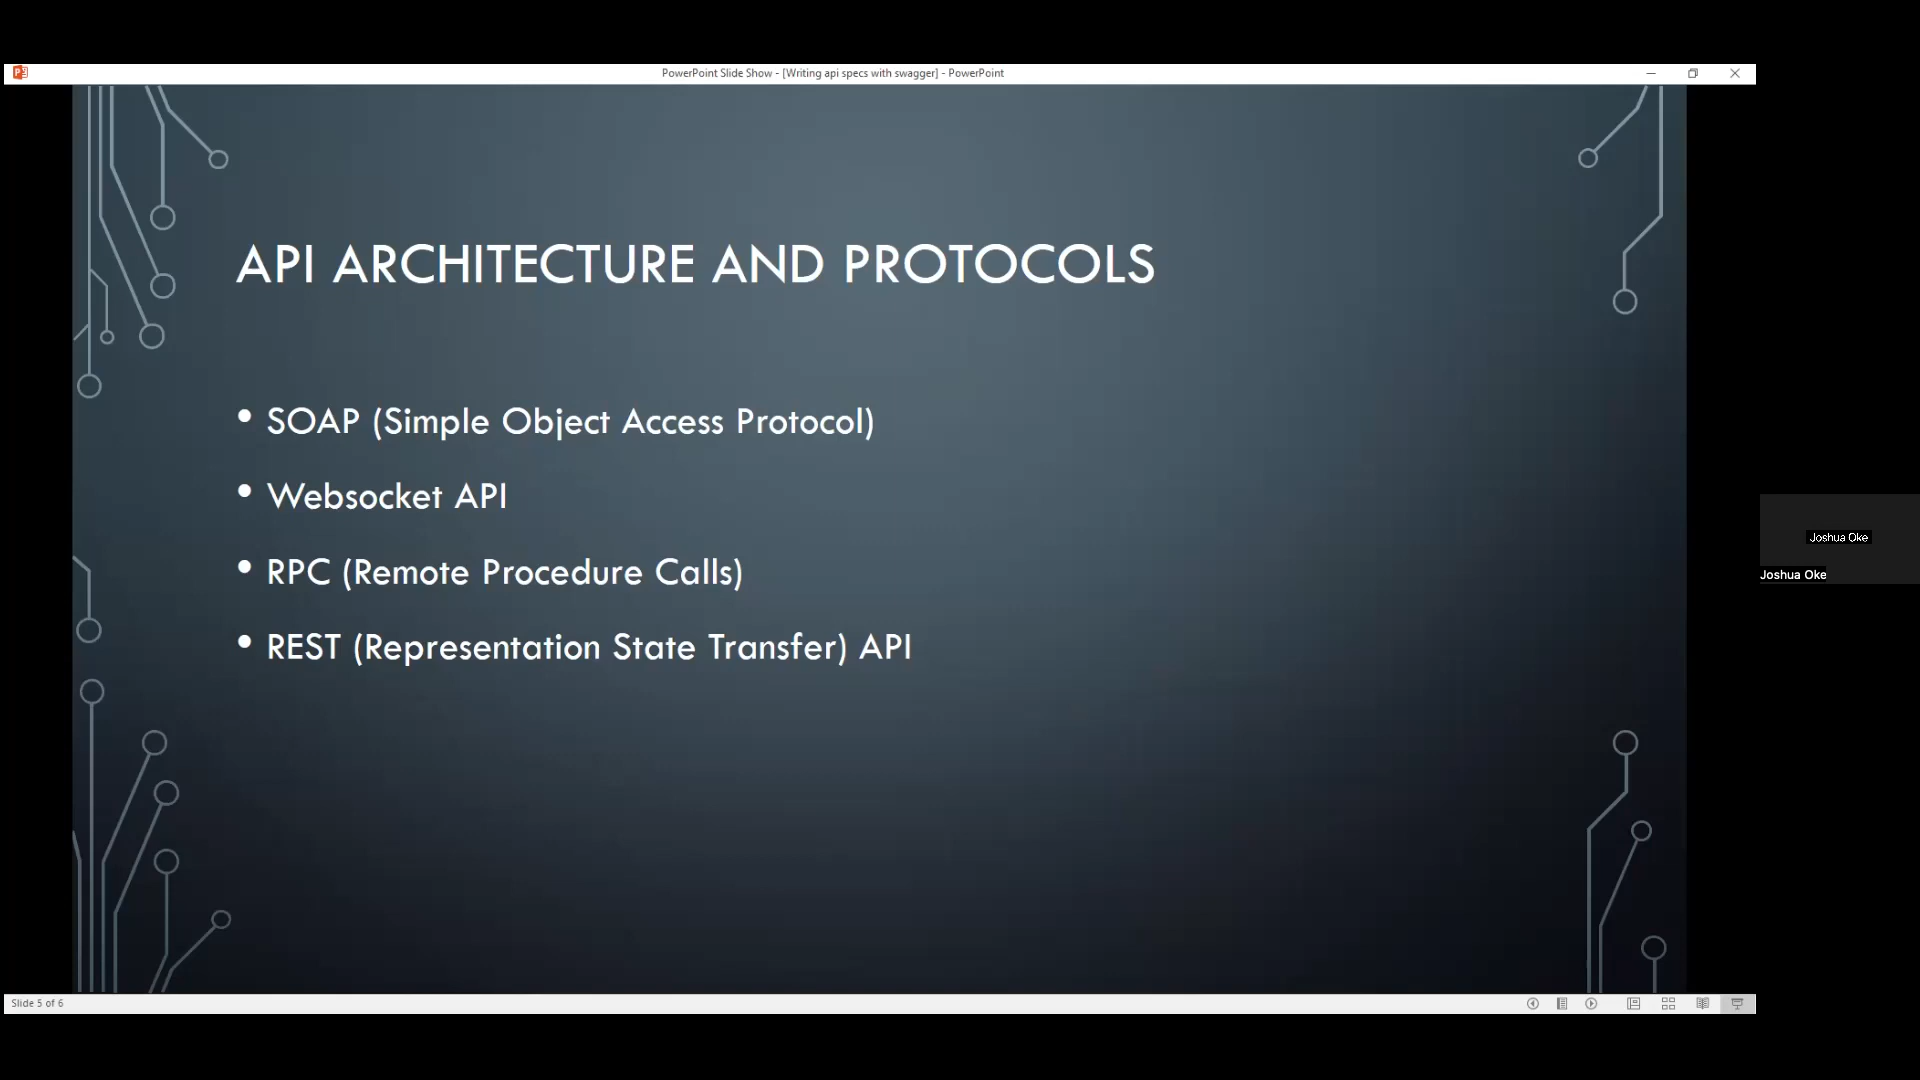 PowerPoint Slide Show - [Writing api specs with swagger] - PowerPoint
API ARCHITECTURE AND PROTOCOLS
• SOAP (Simple Object Access Protocol)
• Websocket API
• RPC (Remote Procedure Calls)
• REST (Representation State Transfer) API
Joshua Oke
Joshua Oke
Slide 5 of 6